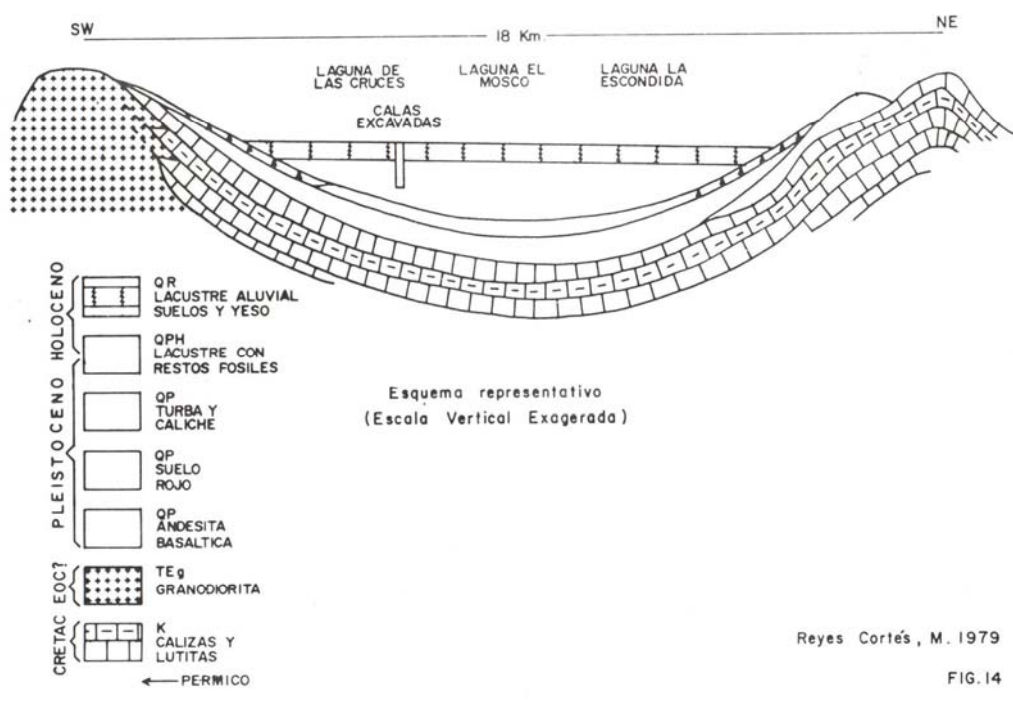 SW
NE
18 Km.
LAGUNA DE
LAS CRUCES
LAGUNA EL
MOSCO
LAGUNA LA
ESCONDIDA
CALAS
EXCAVADAS
HOLOCENO
PLEISTOCENO
EOC?
CRETAC
QR
LACUSTRE ALUVIAL
SUELOS Y YESO
QPH
LACUSTRE CON
RESTOS FOSILES
QP
TURBA Y
CALICHE
QP
SUELO
ROJO
QP
ANDESITA
BASALTICA
TEg
GRANODIORITA
K
CALIZAS Y
LUTITAS
PERMICO
Esquema representativo
(Escala Vertical Exagerada)
Reyes Cortés, M. 1979
FIG.14